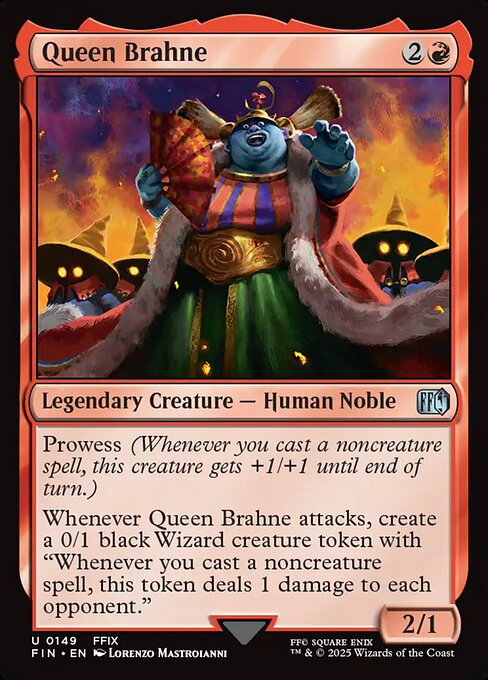 Queen Brahne 2
Legendary Creature — Human Noble FF
Prowess (Whenever you cast a noncreature
spell, this creature gets +1/+1 until end of
turn.)
Whenever Queen Brahne attacks, create
a 0/1 black Wizard creature token with
“Whenever you cast a noncreature
spell, this token deals 1 damage to each
opponent.”
2/1
U 0149 FFIX
FIN • EN Lorenzo Mastroianni
FF© SQUARE ENIX
™ & © 2025 Wizards of the Coast